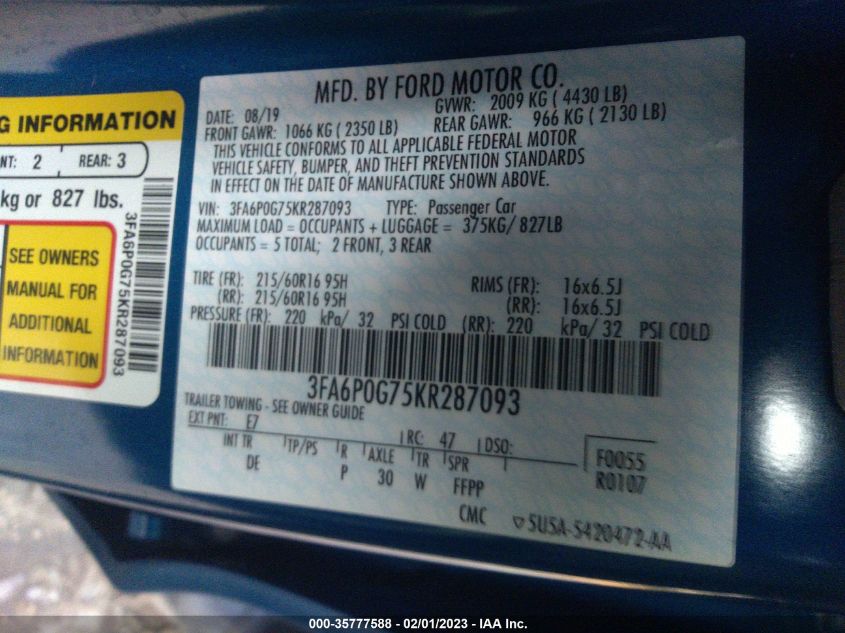 G INFORMATION
NT: 2 REAR: 3
kg or 827 lbs.
SEE OWNERS
MANUAL FOR
ADDITIONAL
INFORMATION
3FA6P0G75KR287093
MFD. BY FORD MOTOR CO.
DATE: 08/19 GVWR: 2009 KG ( 4430 LB)
FRONT GAWR: 1066 KG ( 2350 LB) REAR GAWR: 966 KG ( 2130 LB)
THIS VEHICLE CONFORMS TO ALL APPLICABLE FEDERAL MOTOR
VEHICLE SAFETY, BUMPER, AND THEFT PREVENTION STANDARDS
IN EFFECT ON THE DATE OF MANUFACTURE SHOWN ABOVE.
VIN: 3FA6P0G75KR287093 TYPE: Passenger Car
MAXIMUM LOAD = OCCUPANTS + LUGGAGE = 375KG/ 827LB
OCCUPANTS = 5 TOTAL; 2 FRONT, 3 REAR
TIRE (FR): 215/60R16 95H RIMS (FR): 16x6.5J
(RR): 215/60R16 95H (RR): 16x6.5J
PRESSURE (FR): 220 kPa/ 32 PSI COLD (RR): 220 kPa/ 32 PSI COLD
3FA6P0G75KR287093
TRAILER TOWING - SEE OWNER GUIDE
EXT PNT: E7 RC: 47 DSO:
INT TR TP/PS R AXLE TR SPR
DE P 30 W FFPP
F0055
R0107
CMC 5USA-5420472-AA
000-35777588 - 02/01/2023 - IAA Inc.